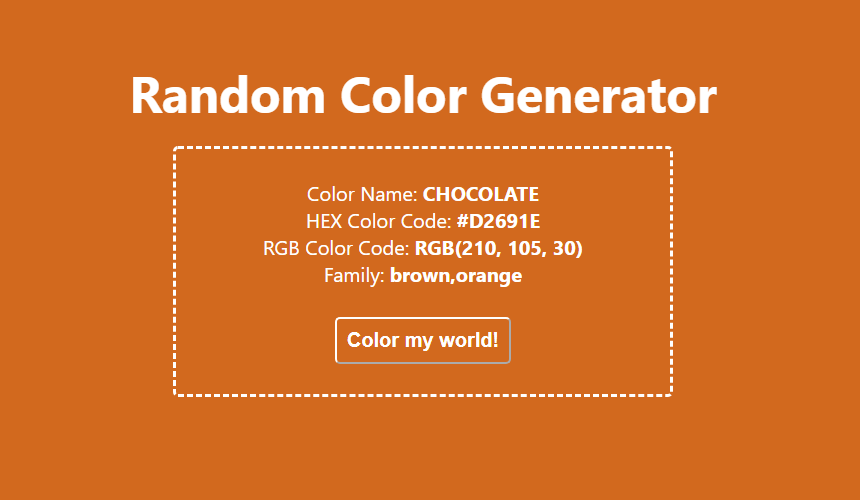 Random Color Generator
Color Name: CHOCOLATE
HEX Color Code: #D2691E
RGB Color Code: RGB(210, 105, 30)
Family: brown,orange
Color my world!